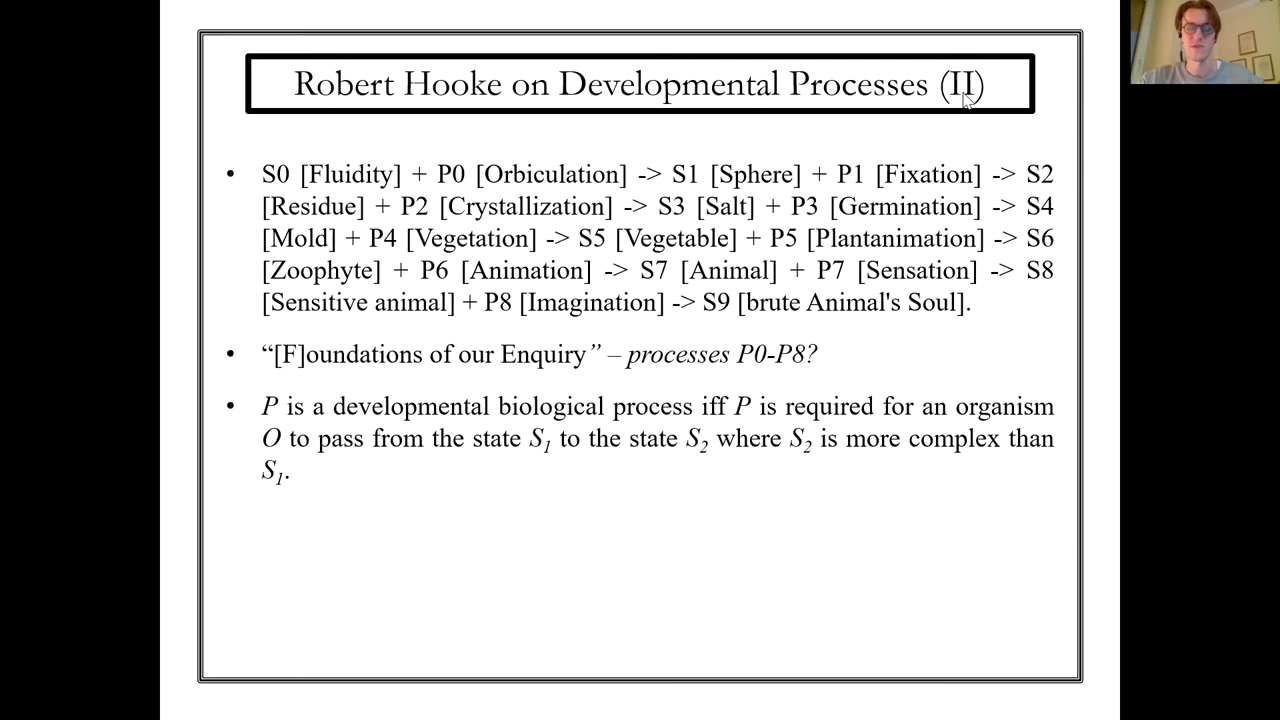 Robert Hooke on Developmental Processes (II)
• S0 [Fluidity] + P0 [Orbiculation] -> S1 [Sphere] + P1 [Fixation] -> S2
[Residue] + P2 [Crystallization] -> S3 [Salt] + P3 [Germination] -> S4
[Mold] + P4 [Vegetation] -> S5 [Vegetable] + P5 [Plantanimation] -> S6
[Zoophyte] + P6 [Animation] -> S7 [Animal] + P7 [Sensation] -> S8
[Sensitive animal] + P8 [Imagination] -> S9 [brute Animal's Soul].
• “[F]oundations of our Enquiry” – processes P0-P8?
• P is a developmental biological process iff P is required for an organism
O to pass from the state S1 to the state S2 where S2 is more complex than
S1.